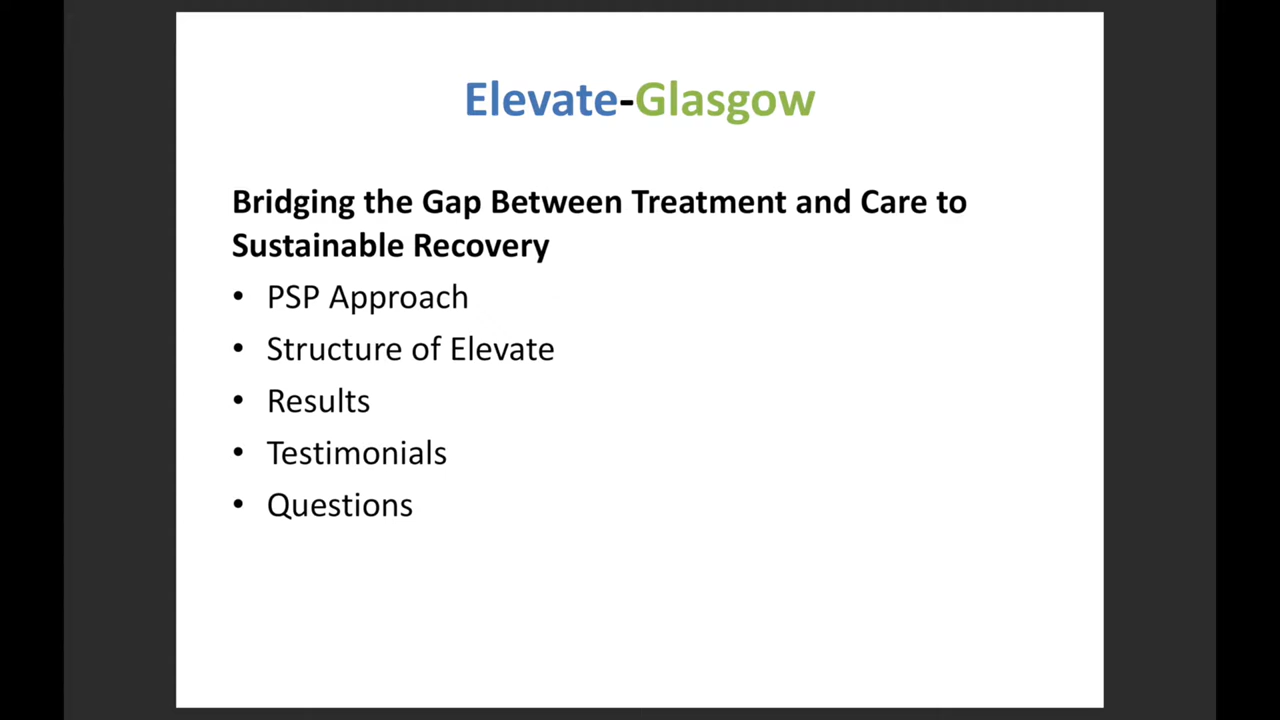 Elevate-Glasgow
Bridging the Gap Between Treatment and Care to
Sustainable Recovery
• PSP Approach
• Structure of Elevate
• Results
• Testimonials
• Questions